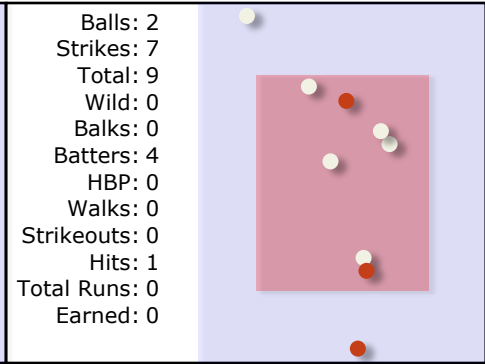 Balls: 2
Strikes: 7
Total: 9
Wild: 0
Balks: 0
Batters: 4
HBP: 0
Walks: 0
Strikeouts: 0
Hits: 1
Total Runs: 0
Earned: 0